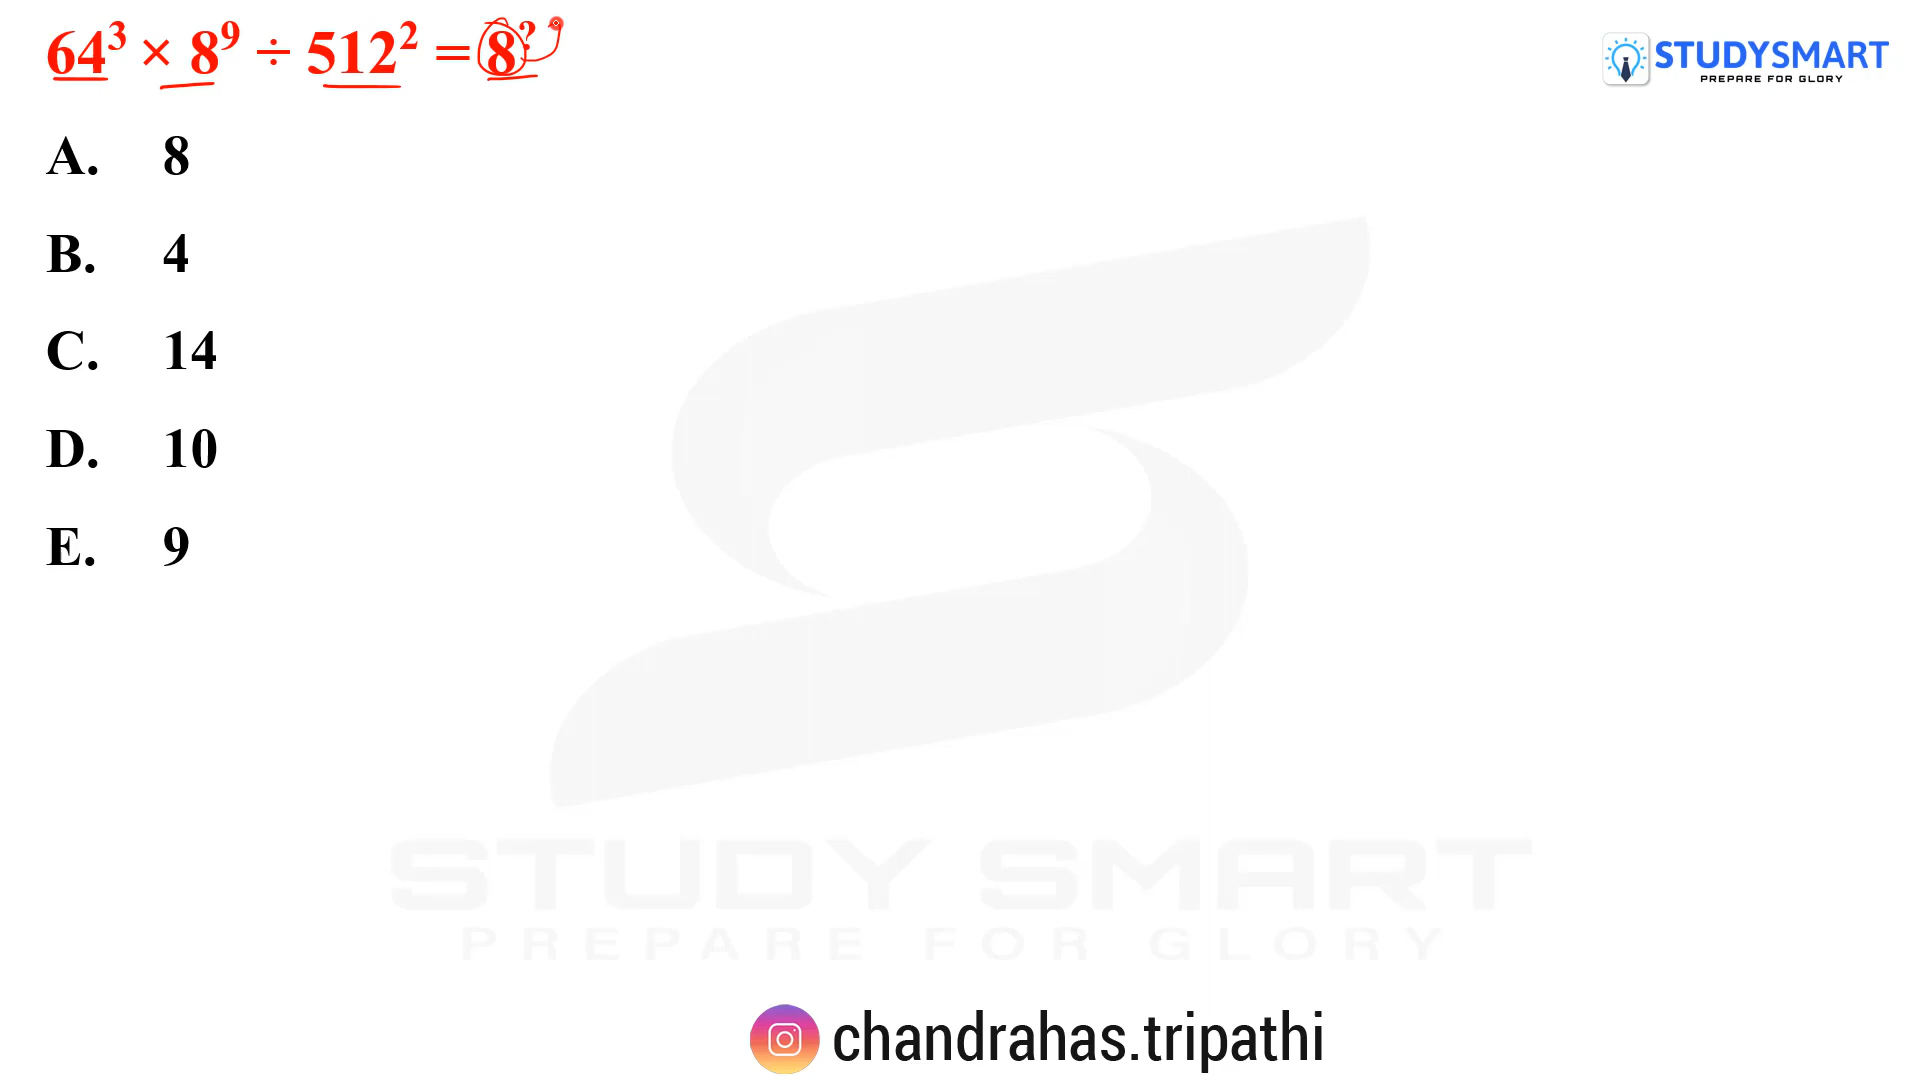 64³ × 8⁹ ÷ 512² = 8^?
STUDYSMART
PREPARE FOR GLORY
A. 8
B. 4
C. 14
D. 10
E. 9
STUDY SMART
PREPARE FOR GLORY
chandrahas.tripathi